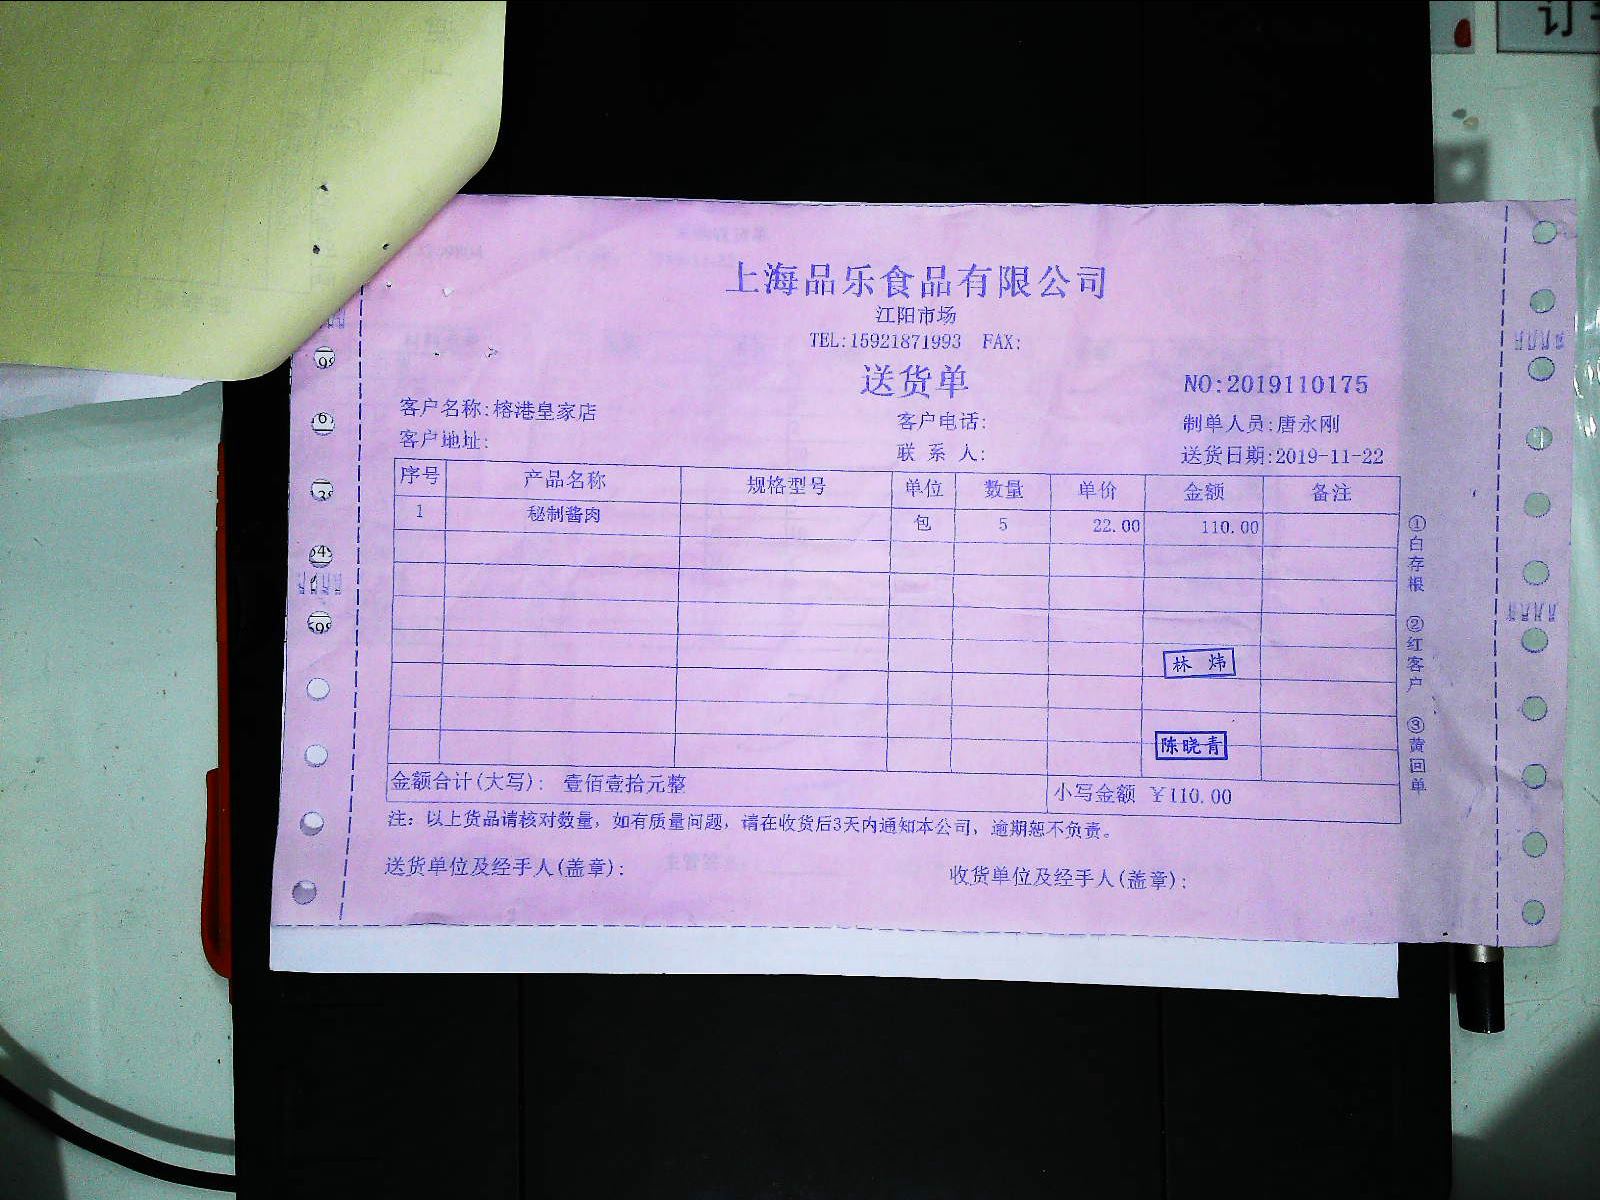 上海品乐食品有限公司
江阳市场
TEL:15921871993 FAX:
送货单
NO:2019110175
客户名称:榕港皇家店 客户电话: 制单人员:唐永刚
客户地址: 联 系 人: 送货日期:2019-11-22
序号 产品名称 规格型号 单位 数量 单价 金额 备注
1 秘制酱肉 包 5 22.00 110.00
林 炜
陈晓青
金额合计(大写): 壹佰壹拾元整 小写金额 ￥110.00
注: 以上货品请核对数量, 如有质量问题, 请在收货后3天内通知本公司, 逾期恕不负责。
送货单位及经手人(盖章): 收货单位及经手人(盖章):
①白存根 ②红客户 ③黄回单
订